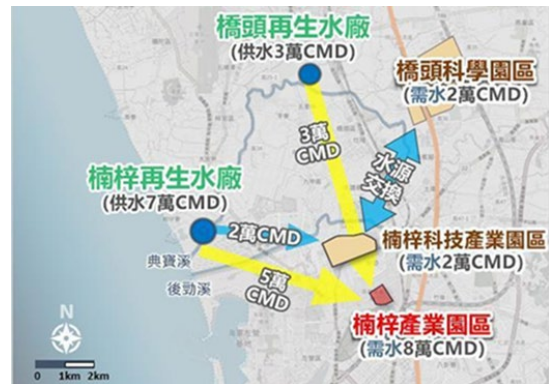 橋頭再生水廠
(供水3萬CMD)
橋頭科學園區
(需水2萬CMD)
3萬
CMD
水源
交換
楠梓再生水廠
(供水7萬CMD)
2萬CMD
楠梓科技產業園區
(需水2萬CMD)
典寶溪
後勁溪
5萬
CMD
楠梓產業園區
(需水8萬CMD)
N
0 1km 2km